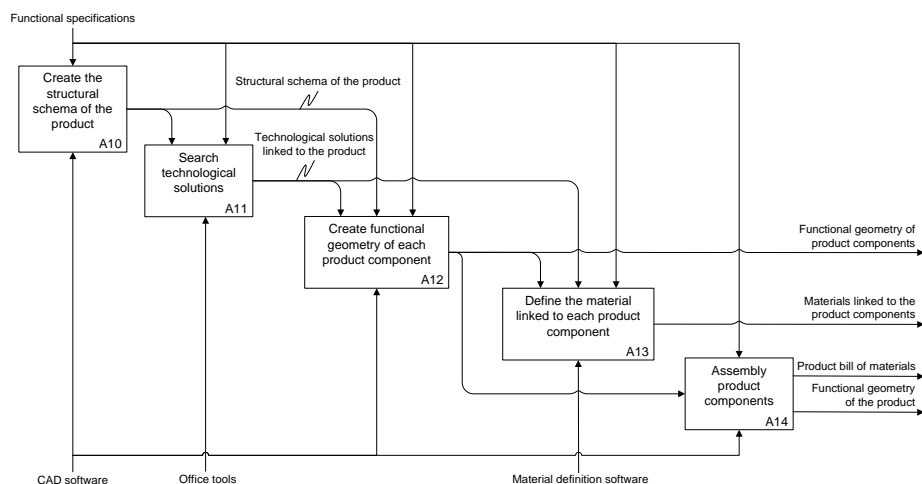 Functional specifications
Create the
structural
schema of the
product
A10
Structural schema of the product
Technological solutions
linked to the product
Search
technological
solutions
A11
Create functional
geometry of each
product component
A12
Functional geometry of
product components
Define the material
linked to each product
component
A13
Materials linked to the
product components
Assembly
product
components
A14
Product bill of materials
Functional geometry
of the product
CAD software
Office tools
Material definition software